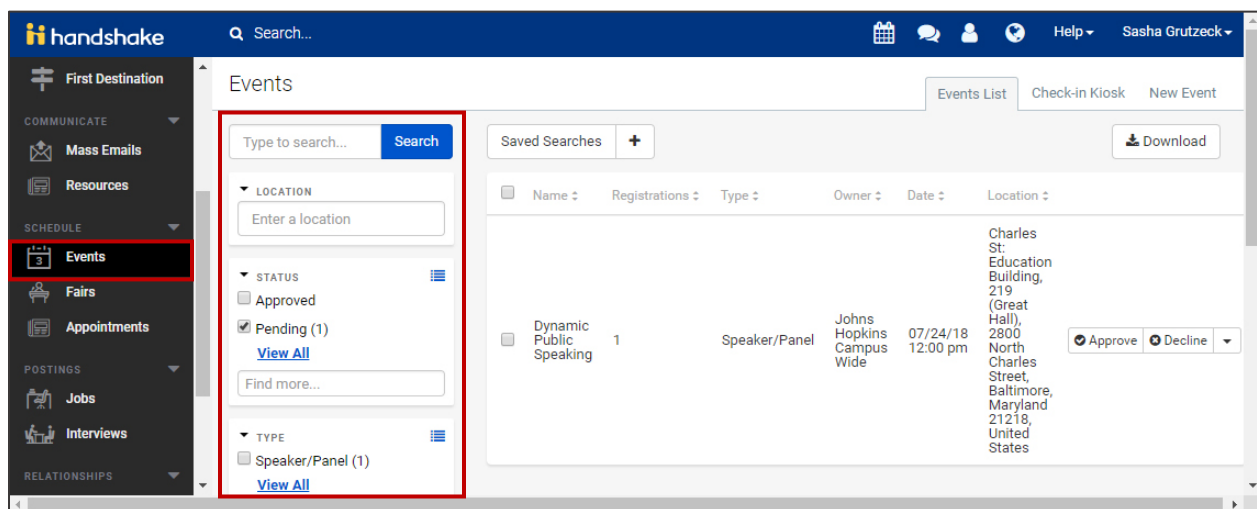 handshake
Search...
Help
Sasha Grutzeck
First Destination
COMMUNICATE
Mass Emails
Resources
SCHEDULE
3
Events
Fairs
Appointments
POSTINGS
Jobs
Interviews
RELATIONSHIPS
Events
Events List
Check-in Kiosk
New Event
Type to search...
Search
LOCATION
Enter a location
STATUS
Approved
Pending (1)
View All
Find more...
TYPE
Speaker/Panel (1)
View All
Saved Searches
+
Download
Name
Registrations
Type
Owner
Date
Location
Dynamic
Public
Speaking
1
Speaker/Panel
Johns
Hopkins
Campus
Wide
07/24/18
12:00 pm
Charles
St:
Education
Building,
219
(Great
Hall),
2800
North
Charles
Street,
Baltimore,
Maryland
21218,
United
States
Approve
Decline